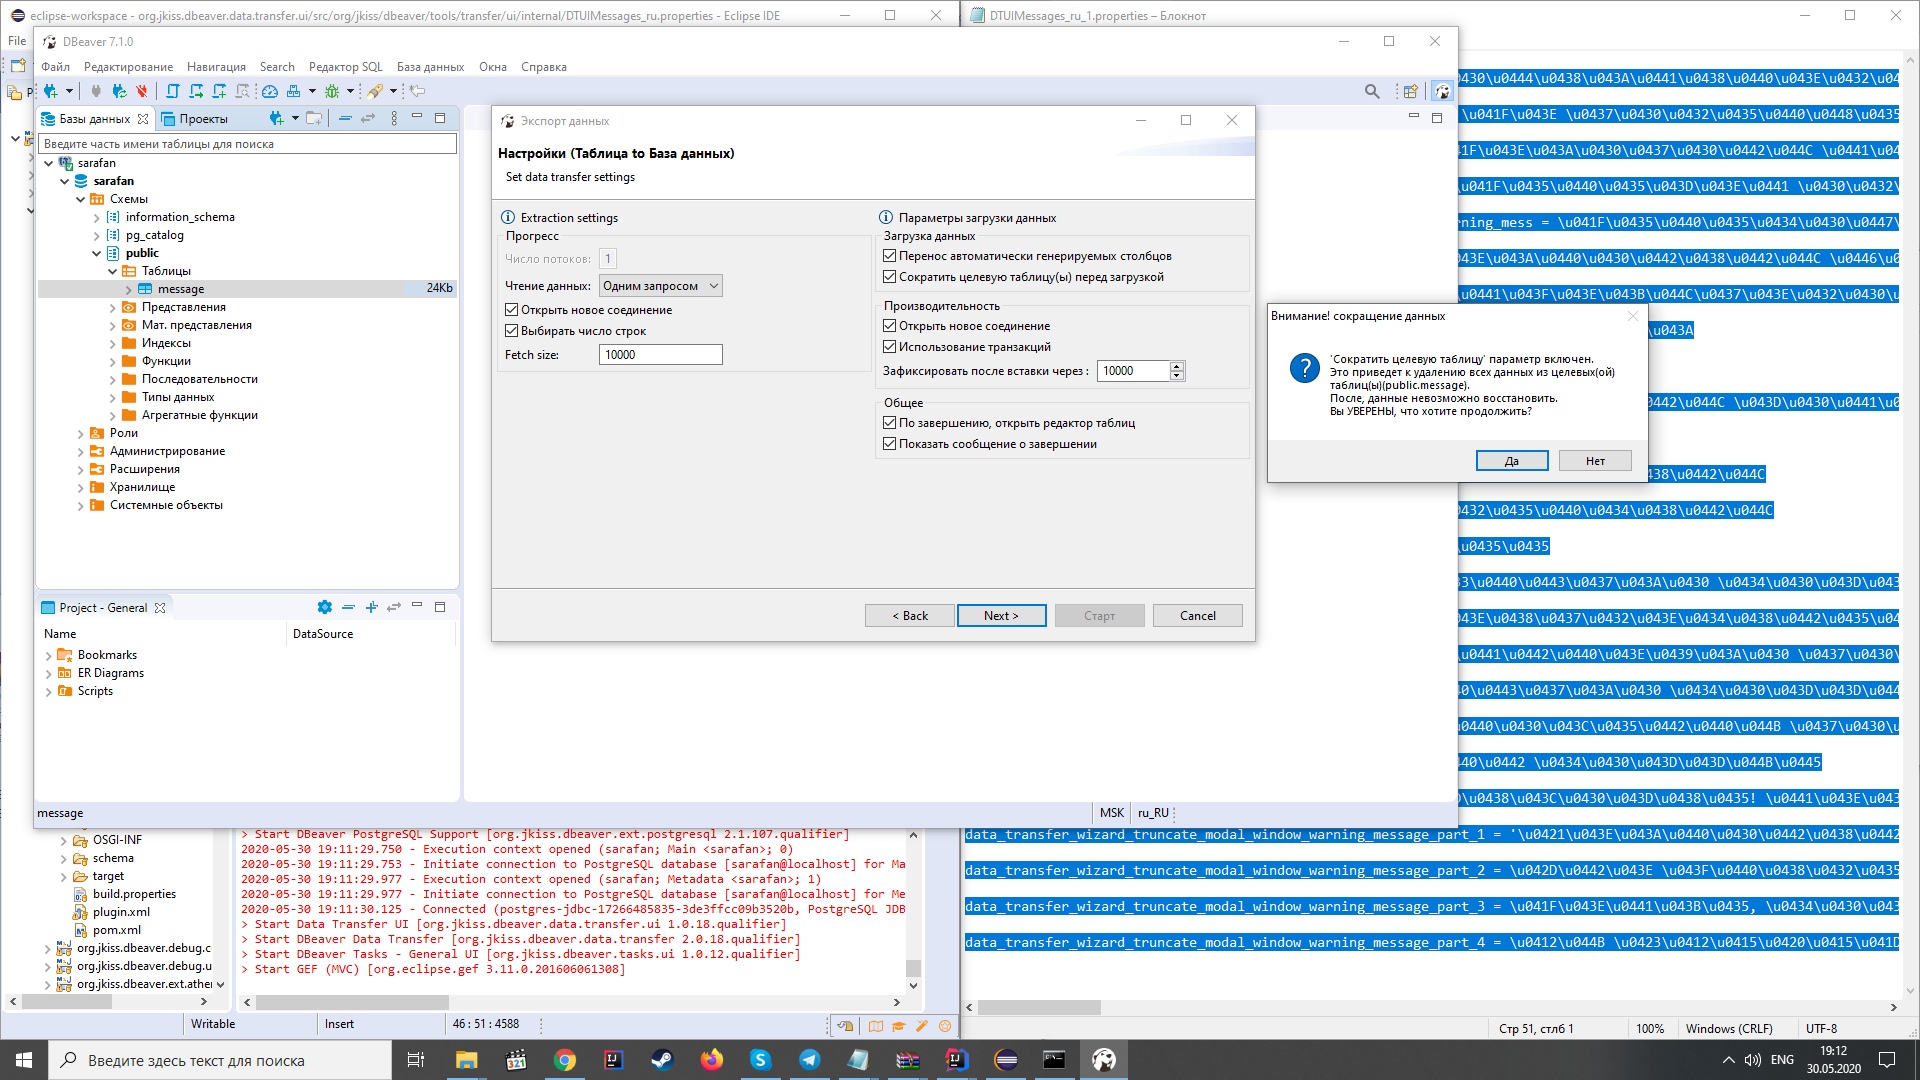 eclipse-workspace - org.jkiss.dbeaver.data.transfer.ui/src/org/jkiss/dbeaver/tools/transfer/ui/internal/DTUIMessages_ru.properties - Eclipse IDE
DTUIMessages_ru_1.properties – Блокнот
File
DBeaver 7.1.0
Файл Редактирование Навигация Search Редактор SQL База данных Окна Справка
Базы данных
Проекты
Введите часть имени таблицы для поиска
sarafan
sarafan
Схемы
information_schema
pg_catalog
public
Таблицы
message 24Kb
Представления
Мат. представления
Индексы
Функции
Последовательности
Типы данных
Агрегатные функции
Роли
Администрирование
Расширения
Хранилище
Системные объекты
Project - General
Name DataSource
Bookmarks
ER Diagrams
Scripts
message
MSK ru_RU
Экспорт данных
Настройки (Таблица to База данных)
Set data transfer settings
Extraction settings
Прогресс
Число потоков: 1
Чтение данных: Одним запросом
Открыть новое соединение
Выбирать число строк
Fetch size: 10000
Параметры загрузки данных
Загрузка данных
Перенос автоматически генерируемых столбцов
Сократить целевую таблицу(ы) перед загрузкой
Производительность
Открыть новое соединение
Использование транзакций
Зафиксировать после вставки через : 10000
Общее
По завершению, открыть редактор таблиц
Показать сообщение о завершении
< Back Next > Старт Cancel
Внимание! сокращение данных
'Сократить целевую таблицу' параметр включен.
Это приведет к удалению всех данных из целевых(ой)
таблиц(ы)(public.message).
После, данные невозможно восстановить.
Вы УВЕРЕНЫ, что хотите продолжить?
Да Нет
0430\u0444\u0438\u043A\u0441\u0438\u0440\u043E\u0432\u04
\u041F\u043E \u0437\u0430\u0432\u0435\u0440\u0448\u0435
1F\u043E\u043A\u0430\u0437\u0430\u0442\u044C \u0441\u04
\u041F\u0435\u0440\u0435\u043D\u043E\u0441 \u0430\u0432\
ning_mess = \u041F\u0435\u0440\u0435\u0434\u0430\u0447\
43E\u043A\u0440\u0430\u0442\u0438\u0442\u044C \u0446\u0
\u0441\u043F\u043E\u043B\u044C\u0437\u043E\u0432\u0430\u
\u043A
442\u044C \u043D\u0430\u0441\u0
438\u0442\u044C
0432\u0435\u0440\u0434\u0438\u0442\u044C
\u0435\u0435
33\u0440\u0443\u0437\u043A\u0430 \u0434\u0430\u043D\u043
43E\u0438\u0437\u0432\u043E\u0434\u0438\u0442\u0435\u04
\u0441\u0442\u0440\u043E\u0439\u043A\u0430 \u0437\u0430\
40\u0443\u0437\u043A\u0430 \u0434\u0430\u043D\u043D\u044
\u0440\u0430\u043C\u0435\u0442\u0440\u044B \u0437\u0430\u
440\u0442 \u0434\u0430\u043D\u043D\u044B\u0445
\u0438\u043C\u0430\u043D\u0438\u0435! \u0441\u043E\u04
data_transfer_wizard_truncate_modal_window_warning_message_part_1 = '\u0421\u043E\u043A\u0440\u0430\u0442\u0438\u0442
data_transfer_wizard_truncate_modal_window_warning_message_part_2 = \u042D\u0442\u043E \u043F\u0440\u0438\u0432\u0435
data_transfer_wizard_truncate_modal_window_warning_message_part_3 = \u041F\u043E\u0441\u043B\u0435, \u0434\u0430\u043
data_transfer_wizard_truncate_modal_window_warning_message_part_4 = \u0412\u044B \u0423\u0412\u0415\u0420\u0415\u041D
OSGI-INF
schema
target
build.properties
plugin.xml
pom.xml
org.jkiss.dbeaver.debug.c
org.jkiss.dbeaver.debug.u
org.jkiss.dbeaver.ext.ather
> Start DBeaver PostgreSQL Support [org.jkiss.dbeaver.ext.postgresql 2.1.107.qualifier]
2020-05-30 19:11:29.750 - Execution context opened (sarafan; Main <sarafan>; 0)
2020-05-30 19:11:29.753 - Initiate connection to PostgreSQL database [sarafan@localhost] for Ma
2020-05-30 19:11:29.977 - Execution context opened (sarafan; Metadata <sarafan>; 1)
2020-05-30 19:11:29.977 - Initiate connection to PostgreSQL database [sarafan@localhost] for Me
2020-05-30 19:11:30.125 - Connected (postgres-jdbc-17266485835-3de3ffcc09b3520b, PostgreSQL JDB
> Start Data Transfer UI [org.jkiss.dbeaver.data.transfer.ui 1.0.18.qualifier]
> Start DBeaver Data Transfer [org.jkiss.dbeaver.data.transfer 2.0.18.qualifier]
> Start DBeaver Tasks - General UI [org.jkiss.dbeaver.tasks.ui 1.0.12.qualifier]
> Start GEF (MVC) [org.eclipse.gef 3.11.0.201606061308]
Writable Insert 46 : 51 : 4588
Стр 51, стлб 1 100% Windows (CRLF) UTF-8
Введите здесь текст для поиска
ENG
19:12
30.05.2020